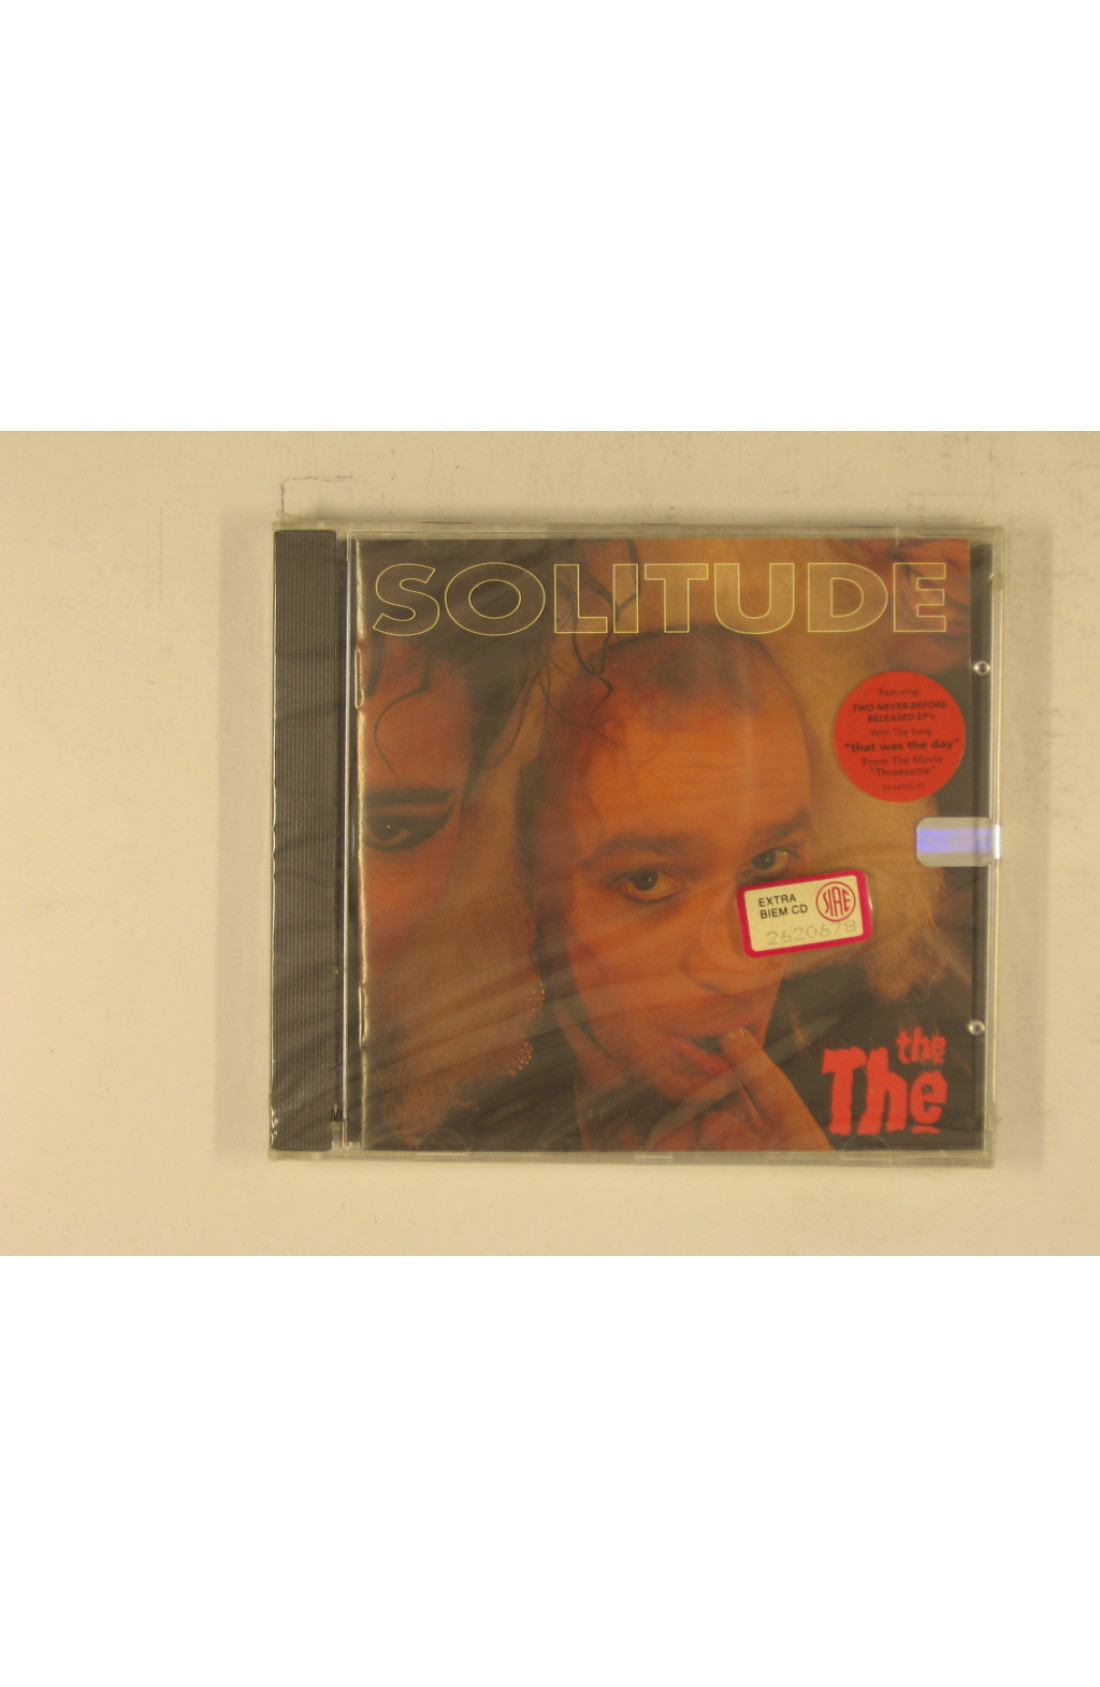 SOLITUDE
Featuring:
TWO NEVER-BEFORE-
RELEASED EP's
With The Song
"that was the day"
From The Movie
"Threesome"
EXTRA
BIEM CD
SIAE
2620678
the
The